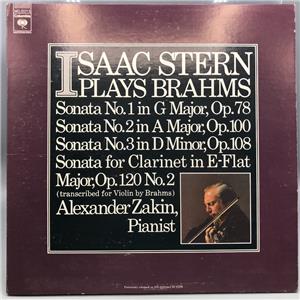 ISAAC STERN
PLAYS BRAHMS
Sonata No.1 in G Major, Op.78
Sonata No.2 in A Major, Op.100
Sonata No.3 in D Minor, Op.108
Sonata for Clarinet in E-Flat
Major, Op.120 No.2
(transcribed for Violin by Brahms)
Alexander Zakin,
Pianist